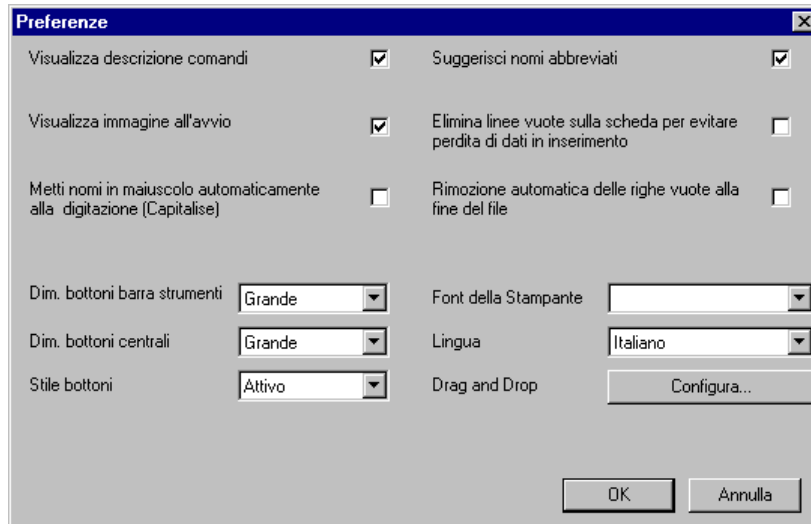 Preferenze
Visualizza descrizione comandi
Suggerisci nomi abbreviati
Visualizza immagine all'avvio
Elimina linee vuote sulla scheda per evitare
perdita di dati in inserimento
Metti nomi in maiuscolo automaticamente
alla  digitazione (Capitalise)
Rimozione automatica delle righe vuote alla
fine del file
Dim. bottoni barra strumenti
Grande
Font della Stampante
Dim. bottoni centrali
Grande
Lingua
Italiano
Stile bottoni
Attivo
Drag and Drop
Configura...
OK
Annulla